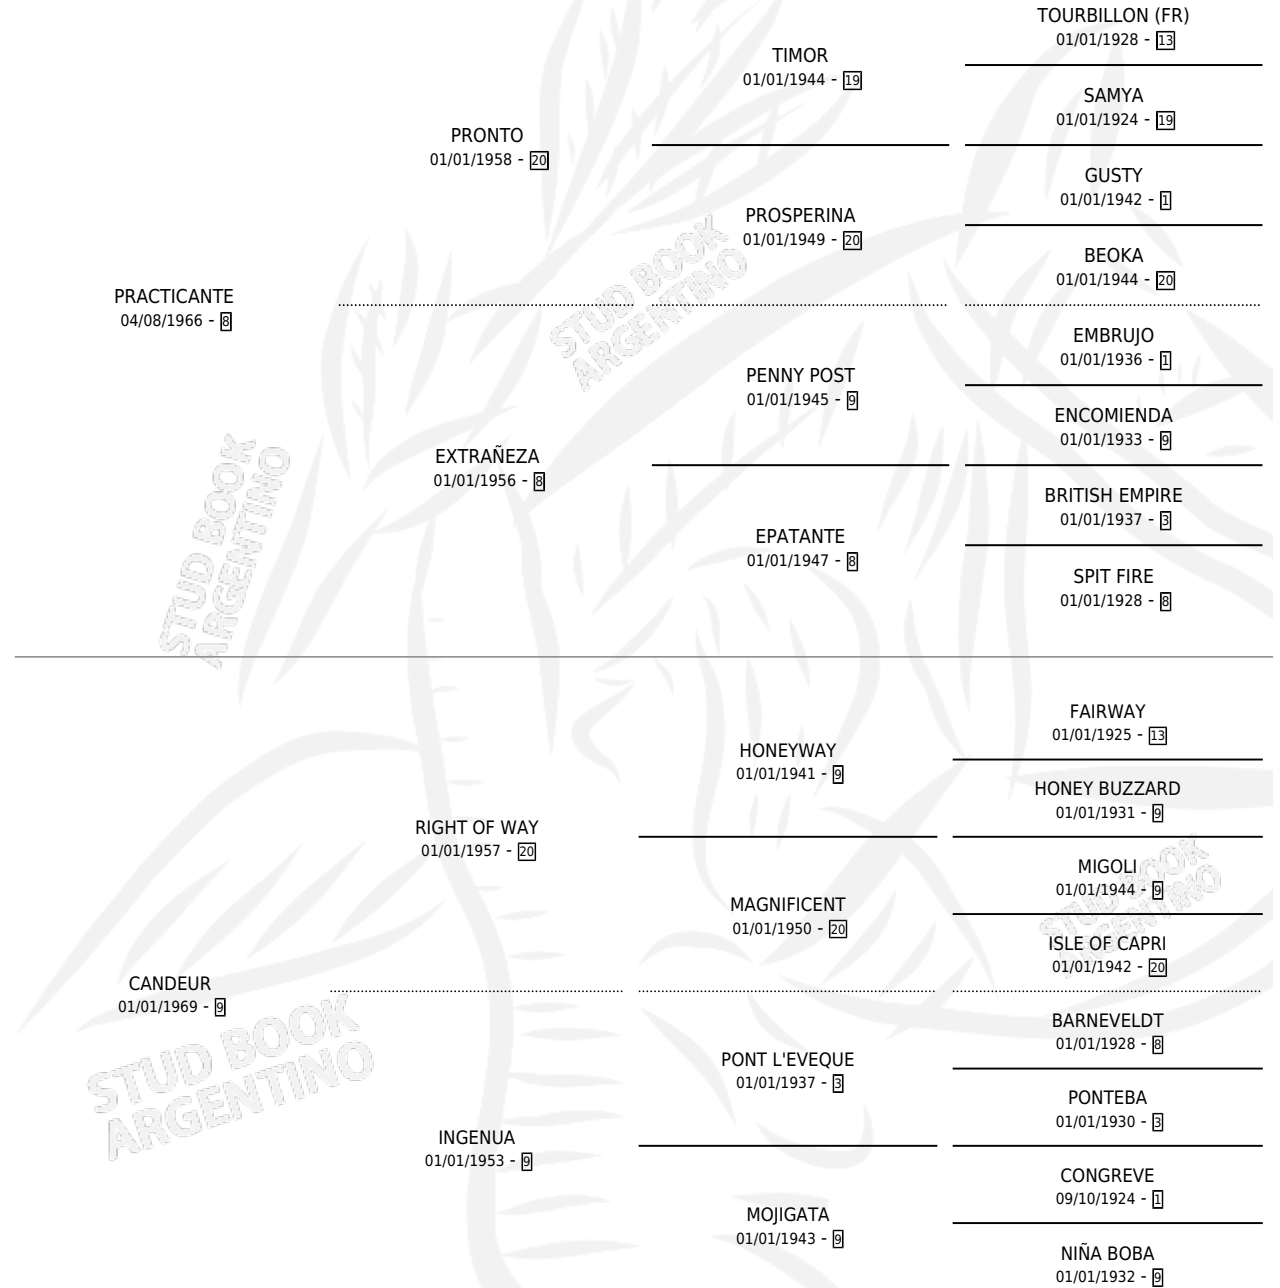 TOURBILLON (FR)
01/01/1928 - 13
TIMOR
01/01/1944 - 19
SAMYA
01/01/1924 - 19
PRONTO
01/01/1958 - 20
GUSTY
01/01/1942 - 1
PROSPERINA
01/01/1949 - 20
BEOKA
01/01/1944 - 20
PRACTICANTE
04/08/1966 - 8
EMBRUJO
01/01/1936 - 1
PENNY POST
01/01/1945 - 9
ENCOMIENDA
01/01/1933 - 9
EXTRAÑEZA
01/01/1956 - 8
BRITISH EMPIRE
01/01/1937 - 3
EPATANTE
01/01/1947 - 8
SPIT FIRE
01/01/1928 - 8
STUD BOOK
ARGENTINO
STUD BOOK
ARGENTINO
FAIRWAY
01/01/1925 - 13
HONEYWAY
01/01/1941 - 9
HONEY BUZZARD
01/01/1931 - 9
RIGHT OF WAY
01/01/1957 - 20
MIGOLI
01/01/1944 - 9
MAGNIFICENT
01/01/1950 - 20
ISLE OF CAPRI
01/01/1942 - 20
CANDEUR
01/01/1969 - 9
BARNEVELDT
01/01/1928 - 8
PONT L'EVEQUE
01/01/1937 - 3
PONTEBA
01/01/1930 - 3
INGENUA
01/01/1953 - 9
CONGREVE
09/10/1924 - 1
MOJIGATA
01/01/1943 - 9
NIÑA BOBA
01/01/1932 - 9
STUD BOOK
ARGENTINO
STUD BOOK
ARGENTINO